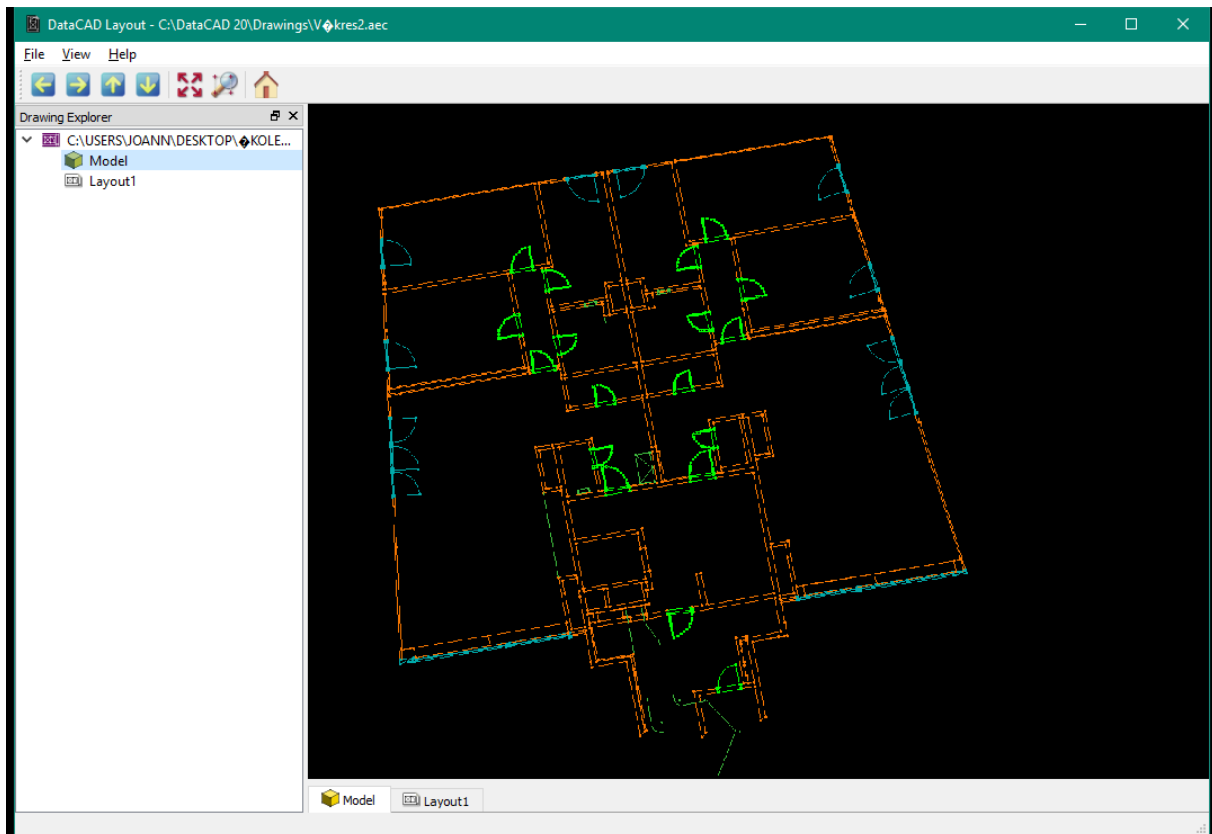 DataCAD Layout - C:\DataCAD 20\Drawings\V�kres2.aec
File View Help
Drawing Explorer
C:\USERS\JOANN\DESKTOP\�KOLE...
Model
Layout1
Model Layout1